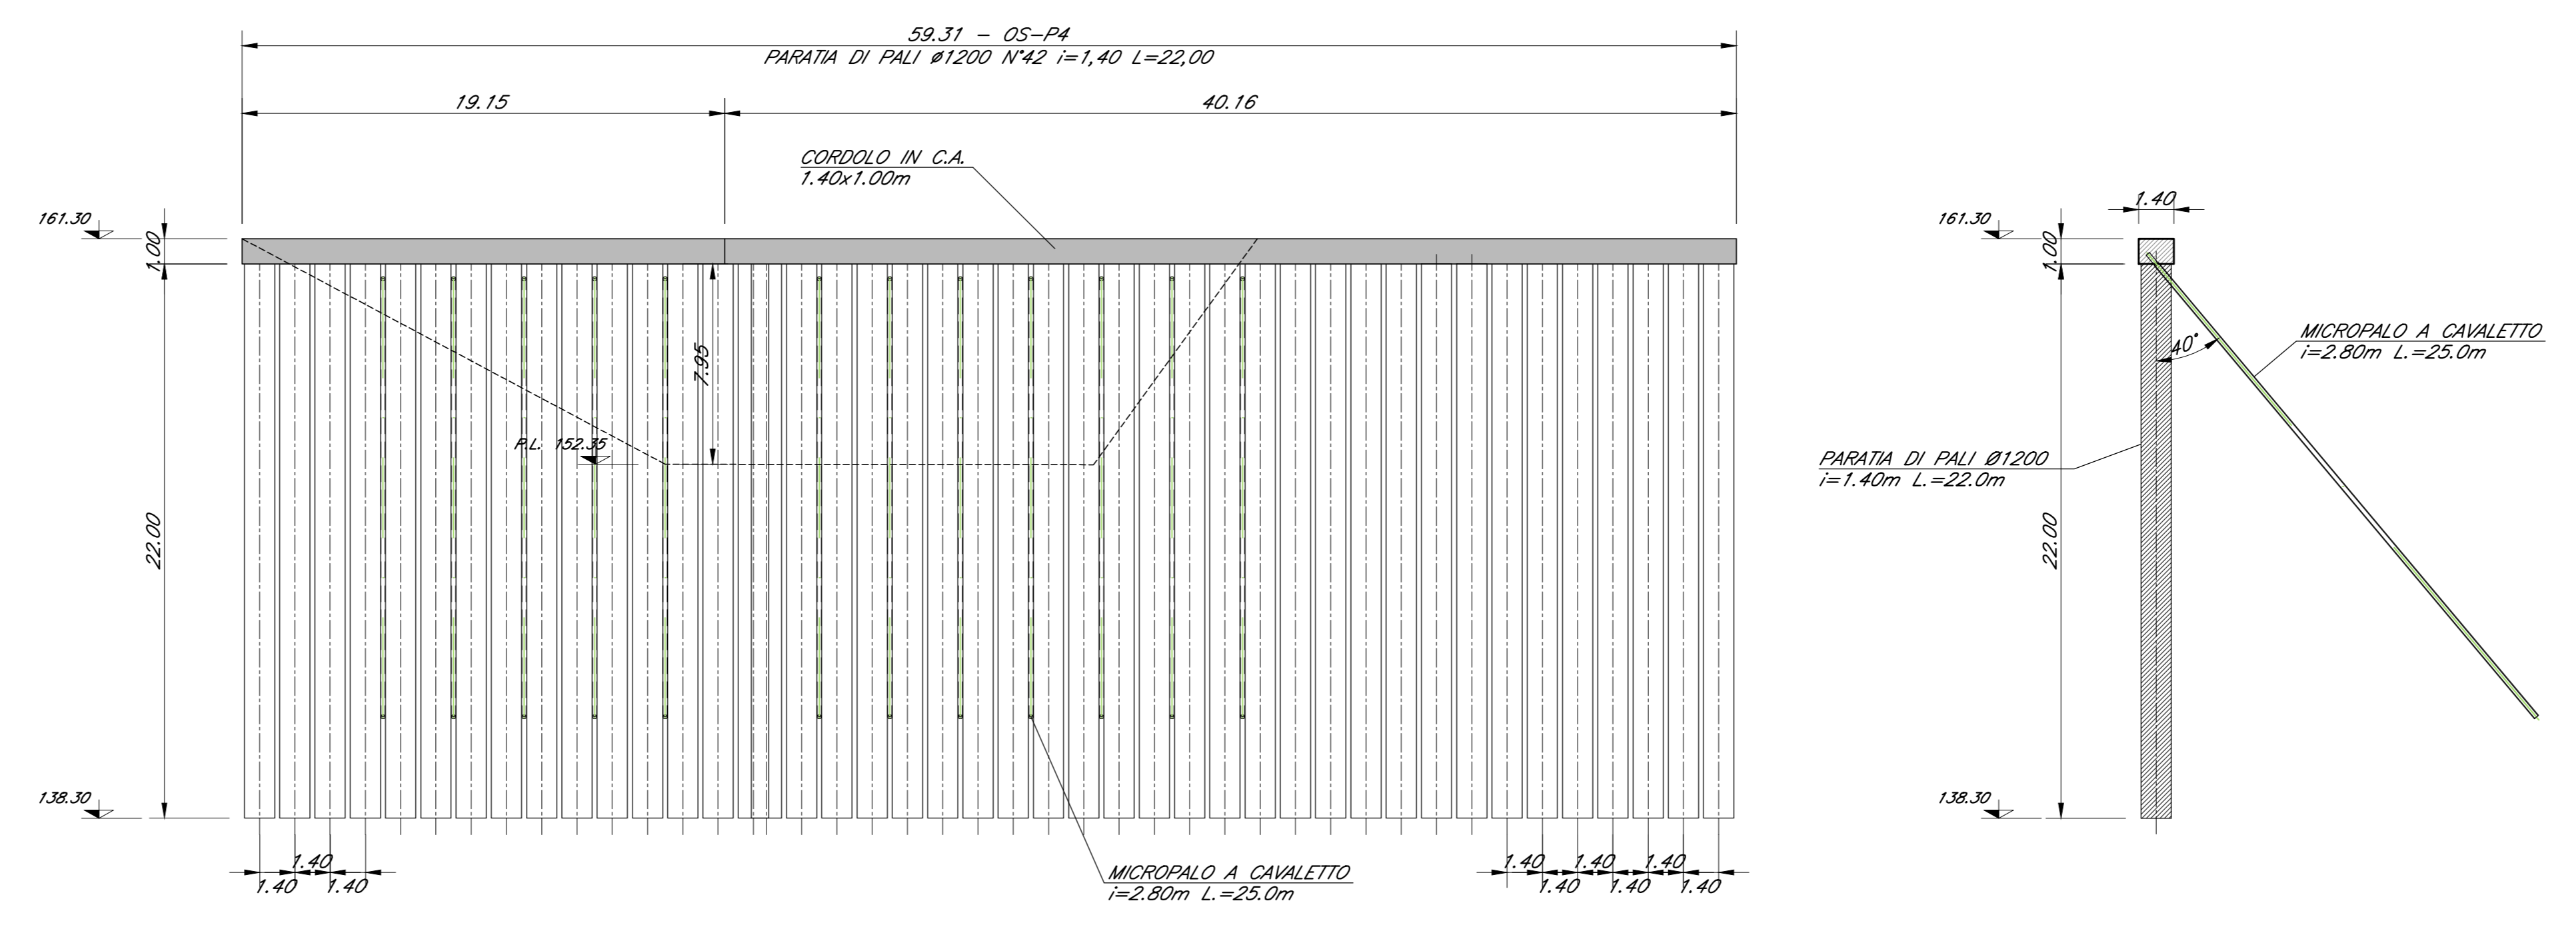 59.31 - OS-P4
PARATIA DI PALI ø1200 N°42 i=1,40 L=22,00
19.15
40.16
CORDOLO IN C.A.
1.40x1.00m
161.30
1.00
7.95
P.L. 152.35
22.00
138.30
1.40
1.40
1.40
MICROPALO A CAVALETTO
i=2.80m L.=25.0m
1.40
1.40
1.40
1.40
1.40
1.40
1.40
161.30
1.00
40°
MICROPALO A CAVALETTO
i=2.80m L.=25.0m
PARATIA DI PALI Ø1200
i=1.40m L.=22.0m
22.00
138.30